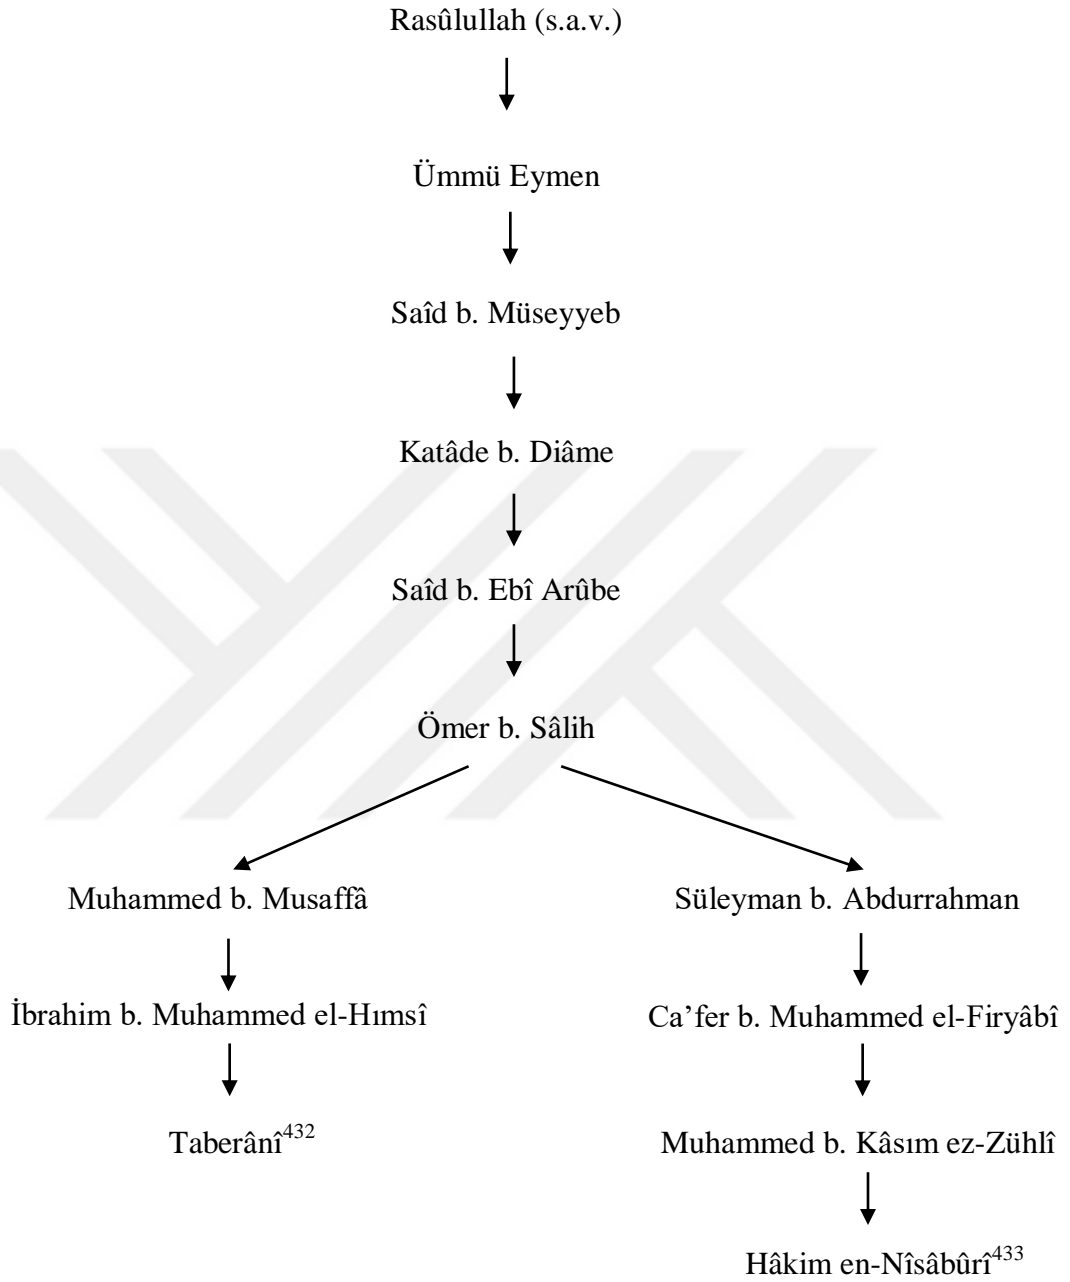 Rasûlullah (s.a.v.)
Ümmü Eymen
Saîd b. Müseyyeb
Katâde b. Diâme
Saîd b. Ebî Arûbe
Ömer b. Sâlih
Muhammed b. Musaffâ
Süleyman b. Abdurrahman
İbrahim b. Muhammed el-Hımsî
Ca’fer b. Muhammed el-Firyâbî
Taberânî432
Muhammed b. Kâsım ez-Zühlî
Hâkim en-Nîsâbûrî433